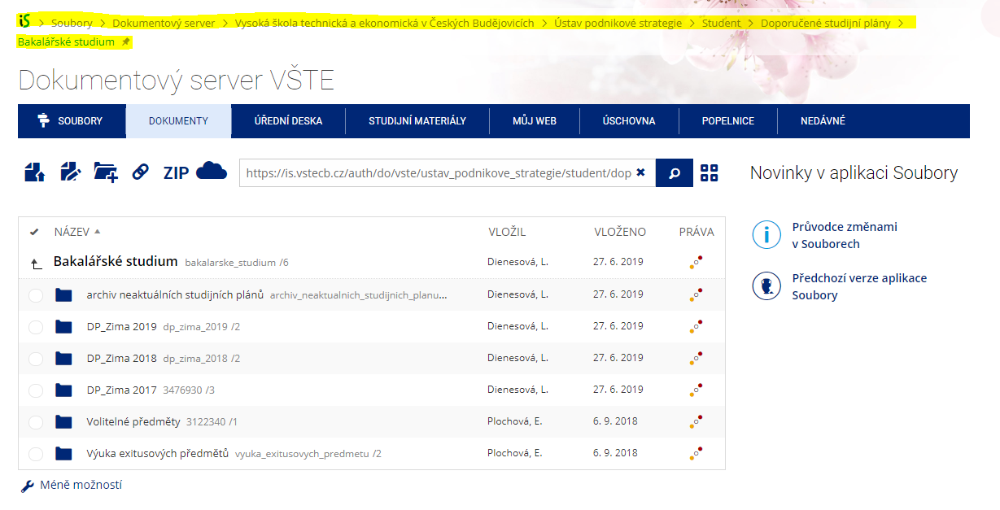 iS > Soubory > Dokumentový server > Vysoká škola technická a ekonomická v Českých Budějovicích > Ústav podnikové strategie > Student > Doporučené studijní plány >
Bakalářské studium
Dokumentový server VŠTE
SOUBORY DOKUMENTY ÚŘEDNÍ DESKA STUDIJNÍ MATERIÁLY MŮJ WEB ÚSCHOVNA POPELNICE NEDÁVNÉ
ZIP https://is.vstecb.cz/auth/do/vste/ustav_podnikove_strategie/student/dop
Novinky v aplikaci Soubory
NÁZEV VLOŽIL VLOŽENO PRÁVA
Bakalářské studium bakalarske_studium /6 Dienesová, L. 27. 6. 2019
archiv neaktuálních studijních plánů archiv_neaktualnich_studijnich_planu... Dienesová, L. 27. 6. 2019
DP_Zima 2019 dp_zima_2019 /2 Dienesová, L. 27. 6. 2019
DP_Zima 2018 dp_zima_2018 /2 Dienesová, L. 27. 6. 2019
DP_Zima 2017 3476930 /3 Dienesová, L. 27. 6. 2019
Volitelné předměty 3122340 /1 Plochová, E. 6. 9. 2018
Výuka exitusových předmětů vyuka_exitusovych_predmetu /2 Plochová, E. 6. 9. 2018
Méně možností
i Průvodce změnami
v Souborech
Předchozí verze aplikace
Soubory